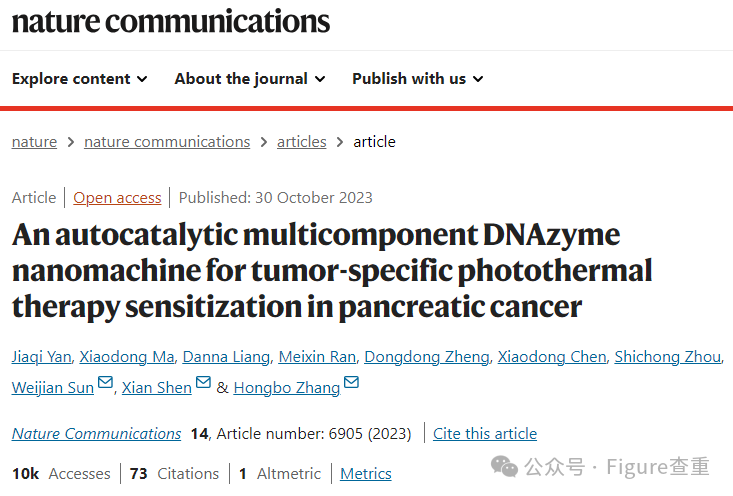 nature communications
Explore content About the journal Publish with us
nature > nature communications > articles > article
Article | Open access | Published: 30 October 2023
An autocatalytic multicomponent DNAzyme
nanomachine for tumor-specific photothermal
therapy sensitization in pancreatic cancer
Jiaqi Yan, Xiaodong Ma, Danna Liang, Meixin Ran, Dongdong Zheng, Xiaodong Chen, Shichong Zhou,
Weijian Sun, Xian Shen & Hongbo Zhang
Nature Communications 14, Article number: 6905 (2023) | Cite this article
10k Accesses | 73 Citations | 1 Altmetric | Metrics
公众号 · Figure查重